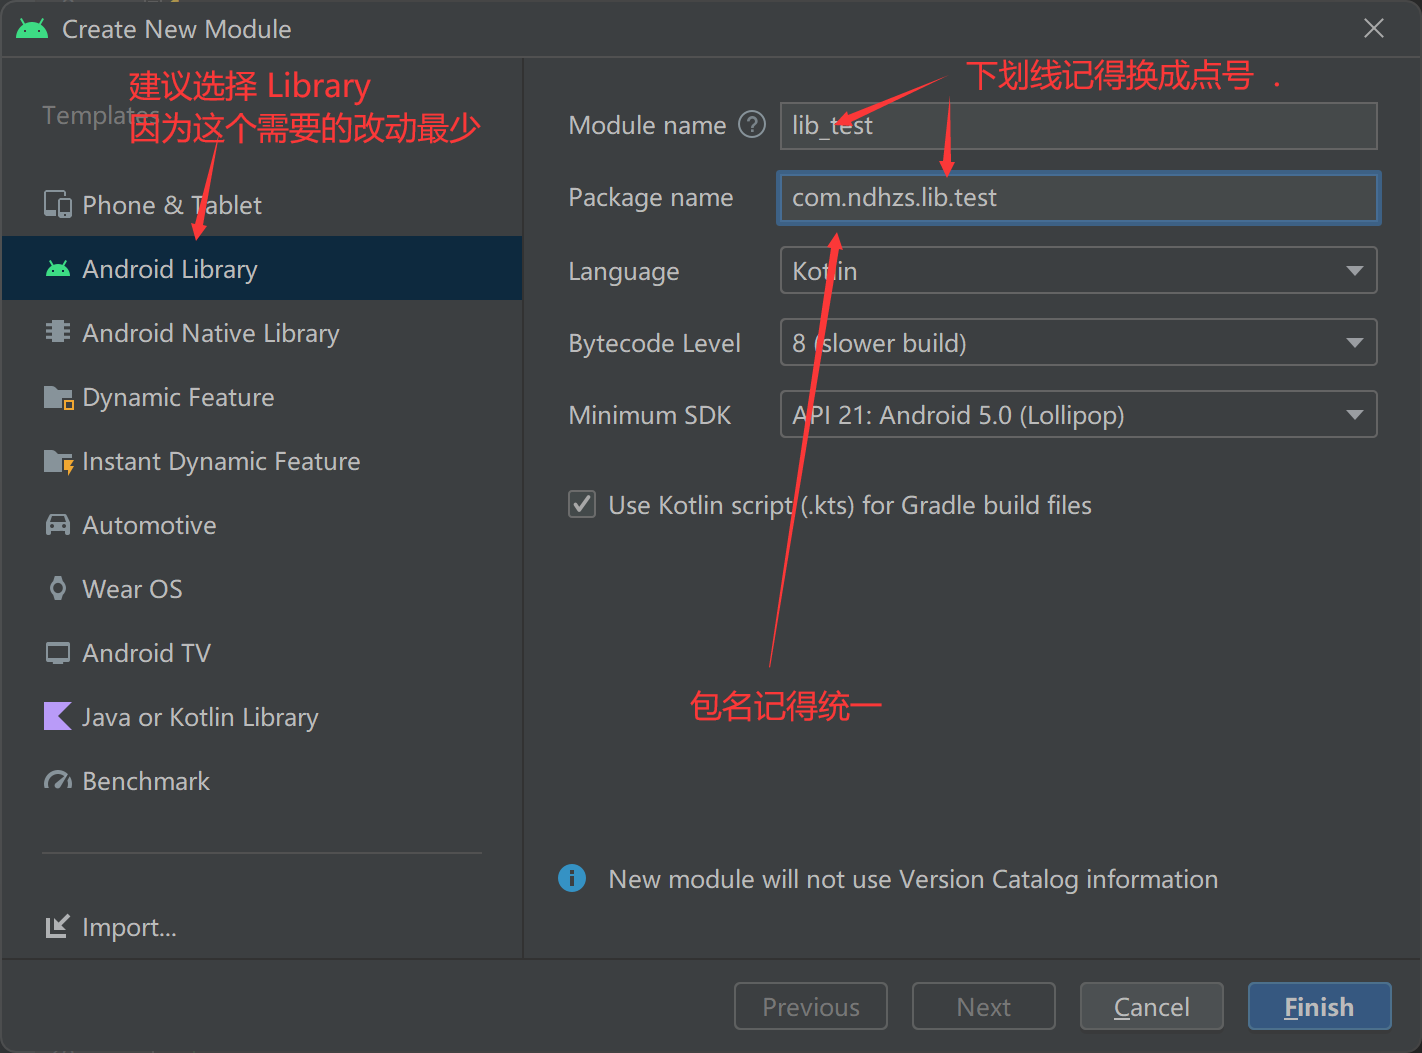 Create New Module
建议选择 Library
因为这个需要的改动最少
Templates
Phone & Tablet
Android Library
Android Native Library
Dynamic Feature
Instant Dynamic Feature
Automotive
Wear OS
Android TV
Java or Kotlin Library
Benchmark
Import...
下划线记得换成点号 .
Module name ? lib_test
Package name com.ndhzs.lib.test
Language Kotlin
Bytecode Level 8 (slower build)
Minimum SDK API 21: Android 5.0 (Lollipop)
Use Kotlin script (.kts) for Gradle build files
包名记得统一
New module will not use Version Catalog information
Previous Next Cancel Finish